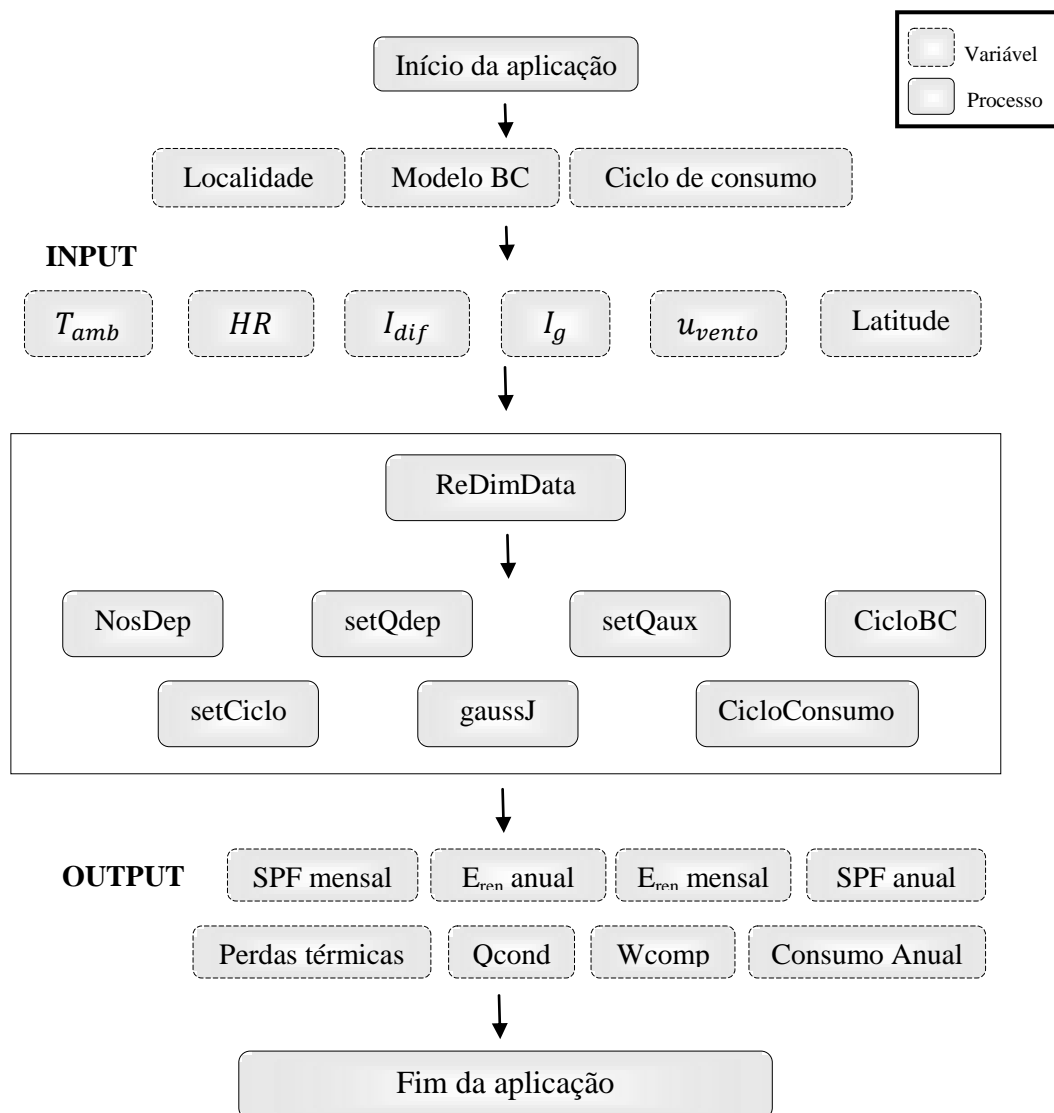 Início da aplicação
Variável
Processo
Localidade Modelo BC Ciclo de consumo
INPUT
T_amb HR I_dif I_g u_vento Latitude
ReDimData
NosDep setQdep setQaux CicloBC
setCiclo gaussJ CicloConsumo
OUTPUT SPF mensal E_ren anual E_ren mensal SPF anual
Perdas térmicas Qcond Wcomp Consumo Anual
Fim da aplicação